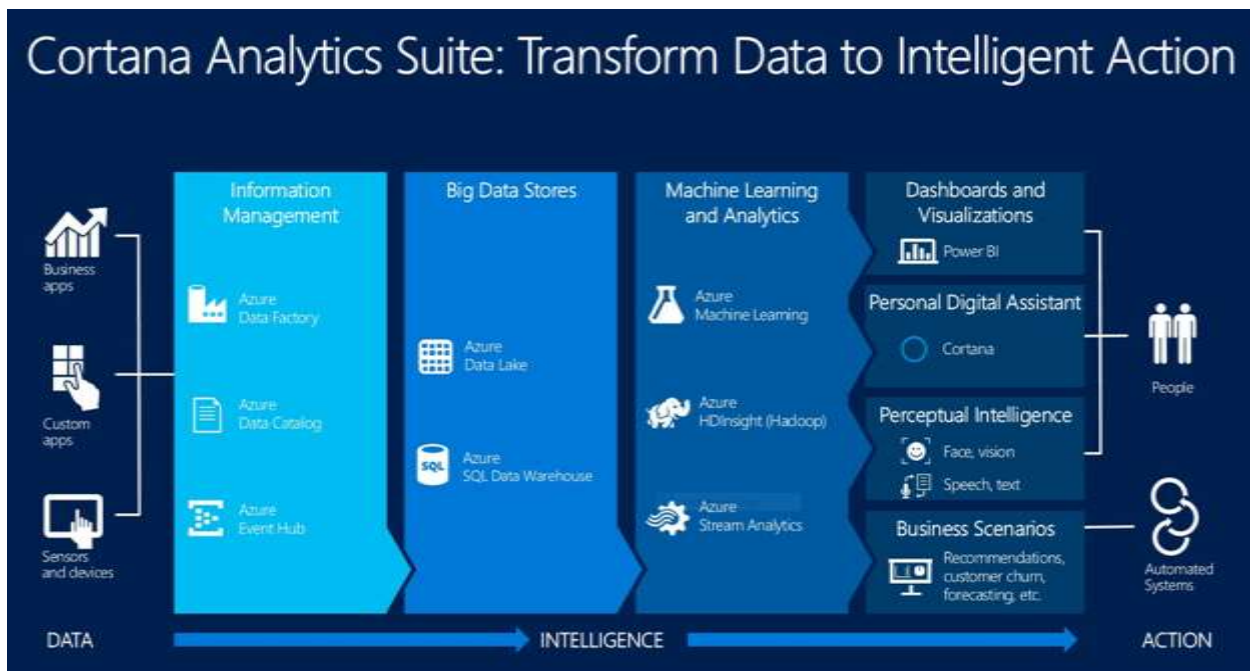 Cortana Analytics Suite: Transform Data to Intelligent Action
Business
apps
Custom
apps
Sensors
and devices
Information
Management
Azure
Data Factory
Azure
Data Catalog
Azure
Event Hub
Big Data Stores
Azure
Data Lake
SQL
Azure
SQL Data Warehouse
Machine Learning
and Analytics
Azure
Machine Learning
Azure
HDInsight (Hadoop)
Azure
Stream Analytics
Dashboards and
Visualizations
Power BI
Personal Digital Assistant
Cortana
Perceptual Intelligence
Face, vision
Speech, text
Business Scenarios
Recommendations,
customer churn,
forecasting, etc.
People
Automated
Systems
DATA
INTELLIGENCE
ACTION